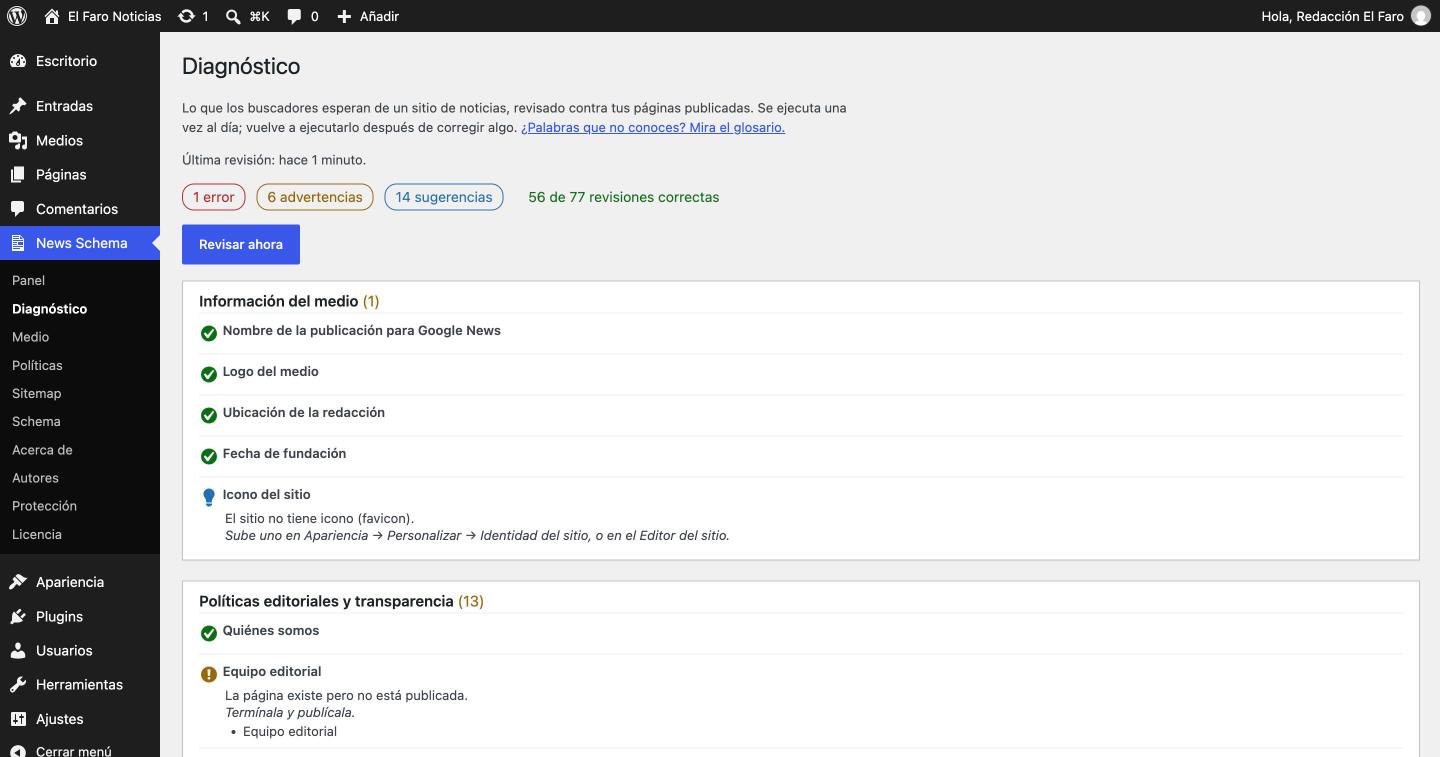 El Faro Noticias 1 ⌘K 0 Añadir
Hola, Redacción El Faro
Escritorio
Entradas
Medios
Páginas
Comentarios
News Schema
Panel
Diagnóstico
Medio
Políticas
Sitemap
Schema
Acerca de
Autores
Protección
Licencia
Apariencia
Plugins
Usuarios
Herramientas
Ajustes
Cerrar menú
Diagnóstico
Lo que los buscadores esperan de un sitio de noticias, revisado contra tus páginas publicadas. Se ejecuta una
vez al día; vuelve a ejecutarlo después de corregir algo. ¿Palabras que no conoces? Mira el glosario.
Última revisión: hace 1 minuto.
1 error 6 advertencias 14 sugerencias 56 de 77 revisiones correctas
Revisar ahora
Información del medio (1)
Nombre de la publicación para Google News
Logo del medio
Ubicación de la redacción
Fecha de fundación
Icono del sitio
El sitio no tiene icono (favicon).
Sube uno en Apariencia → Personalizar → Identidad del sitio, o en el Editor del sitio.
Políticas editoriales y transparencia (13)
Quiénes somos
Equipo editorial
La página existe pero no está publicada.
Termínala y publícala.
• Equipo editorial